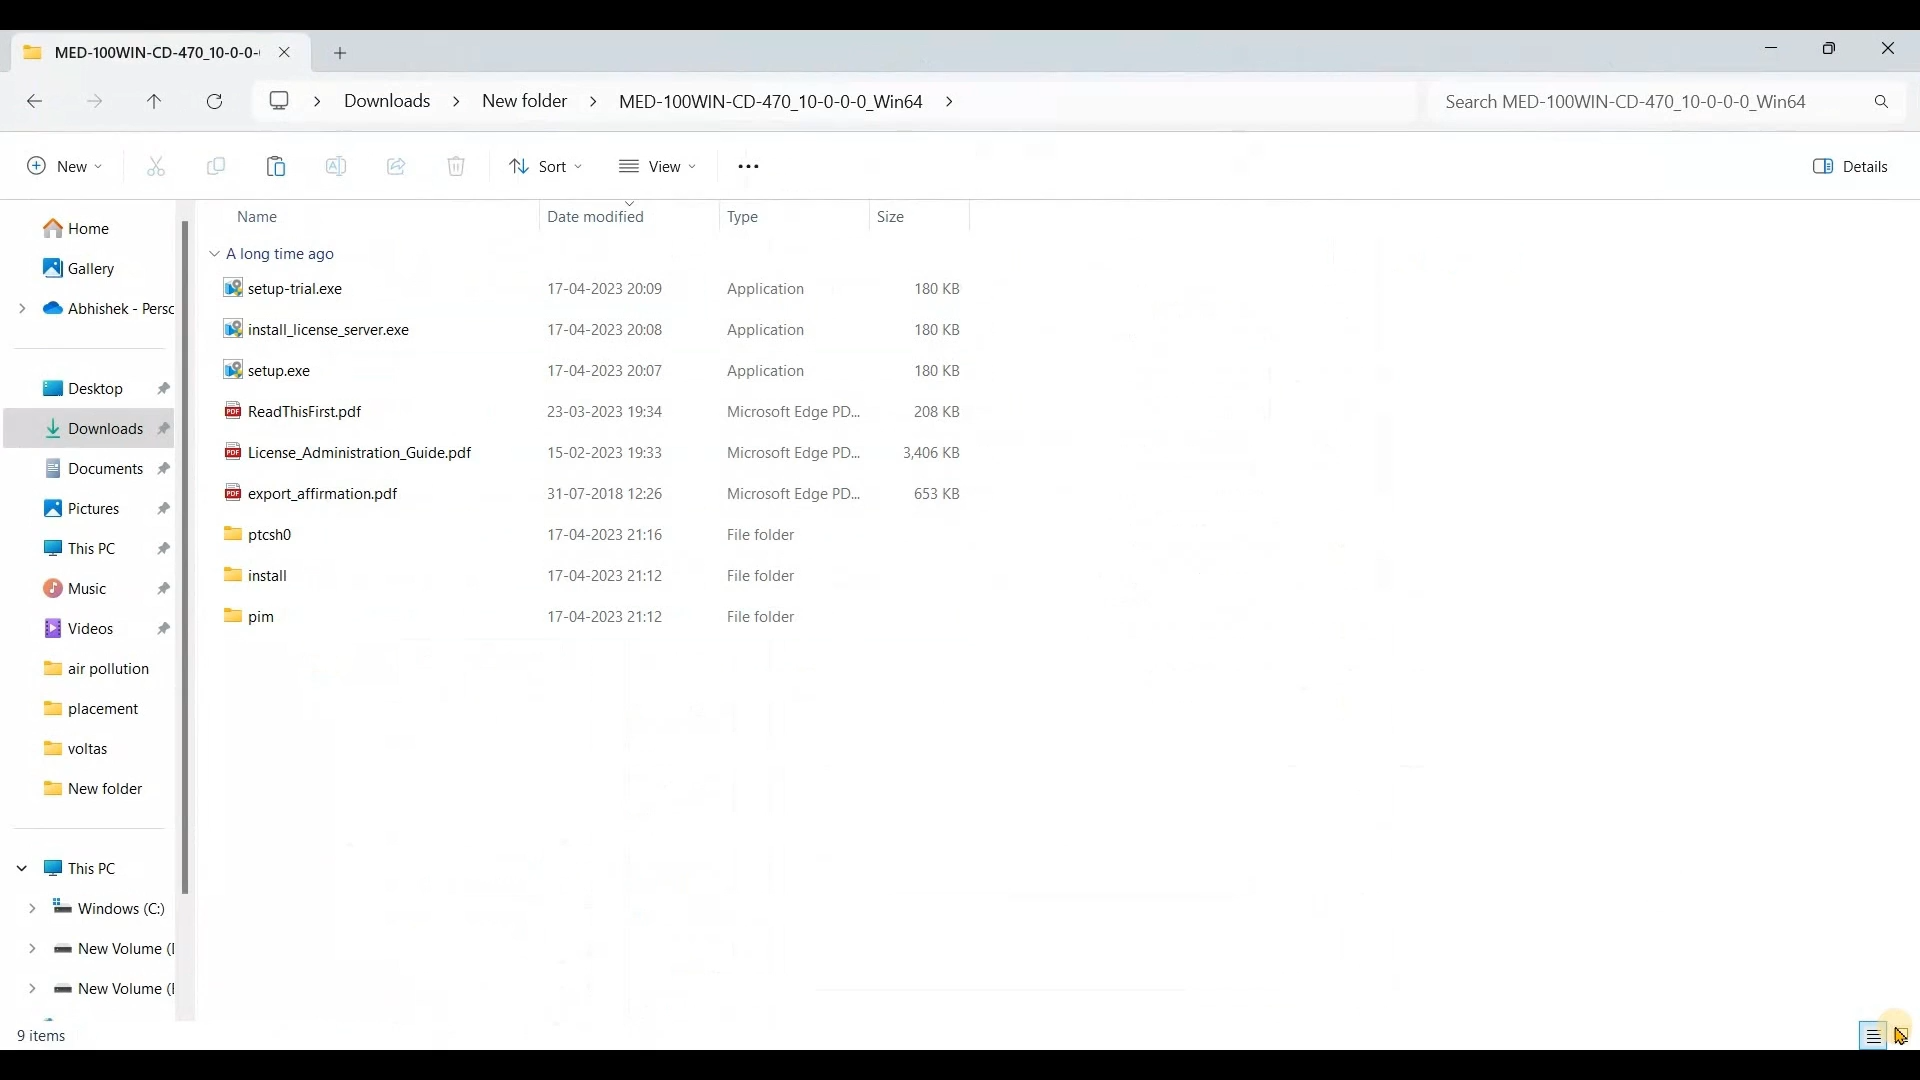 MED-100WIN-CD-470_10-0-0-
Downloads
New folder
MED-100WIN-CD-470_10-0-0-0_Win64
Search MED-100WIN-CD-470_10-0-0-0_Win64
New
Sort
View
Details
Name Date modified Type Size
A long time ago
setup-trial.exe 17-04-2023 20:09 Application 180 KB
install_license_server.exe 17-04-2023 20:08 Application 180 KB
setup.exe 17-04-2023 20:07 Application 180 KB
ReadThisFirst.pdf 23-03-2023 19:34 Microsoft Edge PD... 208 KB
License_Administration_Guide.pdf 15-02-2023 19:33 Microsoft Edge PD... 3,406 KB
export_affirmation.pdf 31-07-2018 12:26 Microsoft Edge PD... 653 KB
ptcsh0 17-04-2023 21:16 File folder
install 17-04-2023 21:12 File folder
pim 17-04-2023 21:12 File folder
Home
Gallery
Abhishek - Persc
Desktop
Downloads
Documents
Pictures
This PC
Music
Videos
air pollution
placement
voltas
New folder
This PC
Windows (C:)
New Volume (
New Volume (
9 items